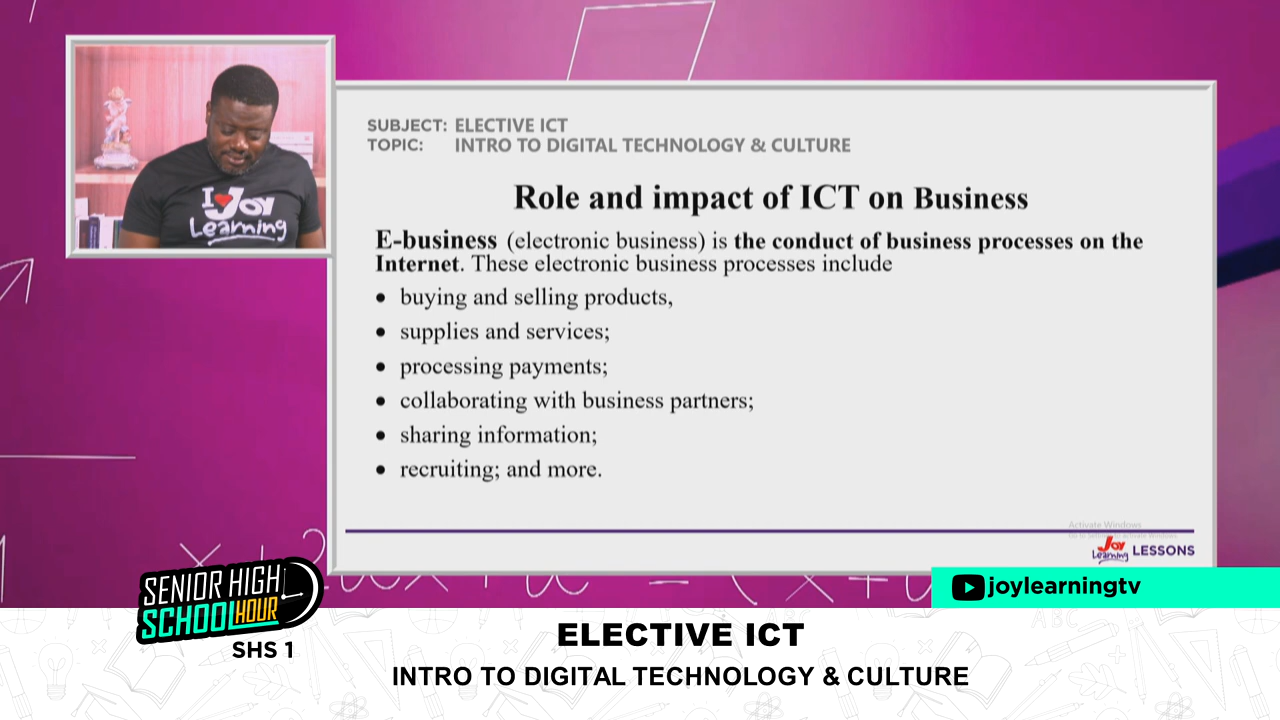 I ❤ Joy
Learning
SUBJECT: ELECTIVE ICT
TOPIC: INTRO TO DIGITAL TECHNOLOGY & CULTURE
Role and impact of ICT on Business
E-business (electronic business) is the conduct of business processes on the
Internet. These electronic business processes include
• buying and selling products,
• supplies and services;
• processing payments;
• collaborating with business partners;
• sharing information;
• recruiting; and more.
Activate Windows
Joy
Learning LESSONS
joylearningtv
SENIOR HIGH
SCHOOL HOUR
SHS 1
ELECTIVE ICT
INTRO TO DIGITAL TECHNOLOGY & CULTURE